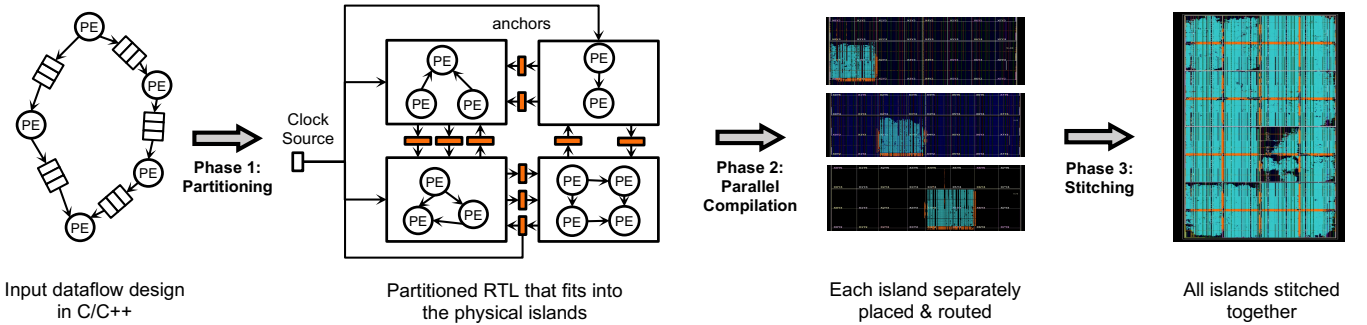 PE
PE
PE
PE
PE
Input dataflow design
in C/C++
Phase 1:
Partitioning
Clock
Source
anchors
PE
PE
PE
PE
PE
PE
PE
PE
PE
PE
PE
PE
Partitioned RTL that fits into
the physical islands
Phase 2:
Parallel
Compilation
Each island separately
placed & routed
Phase 3:
Stitching
All islands stitched
together